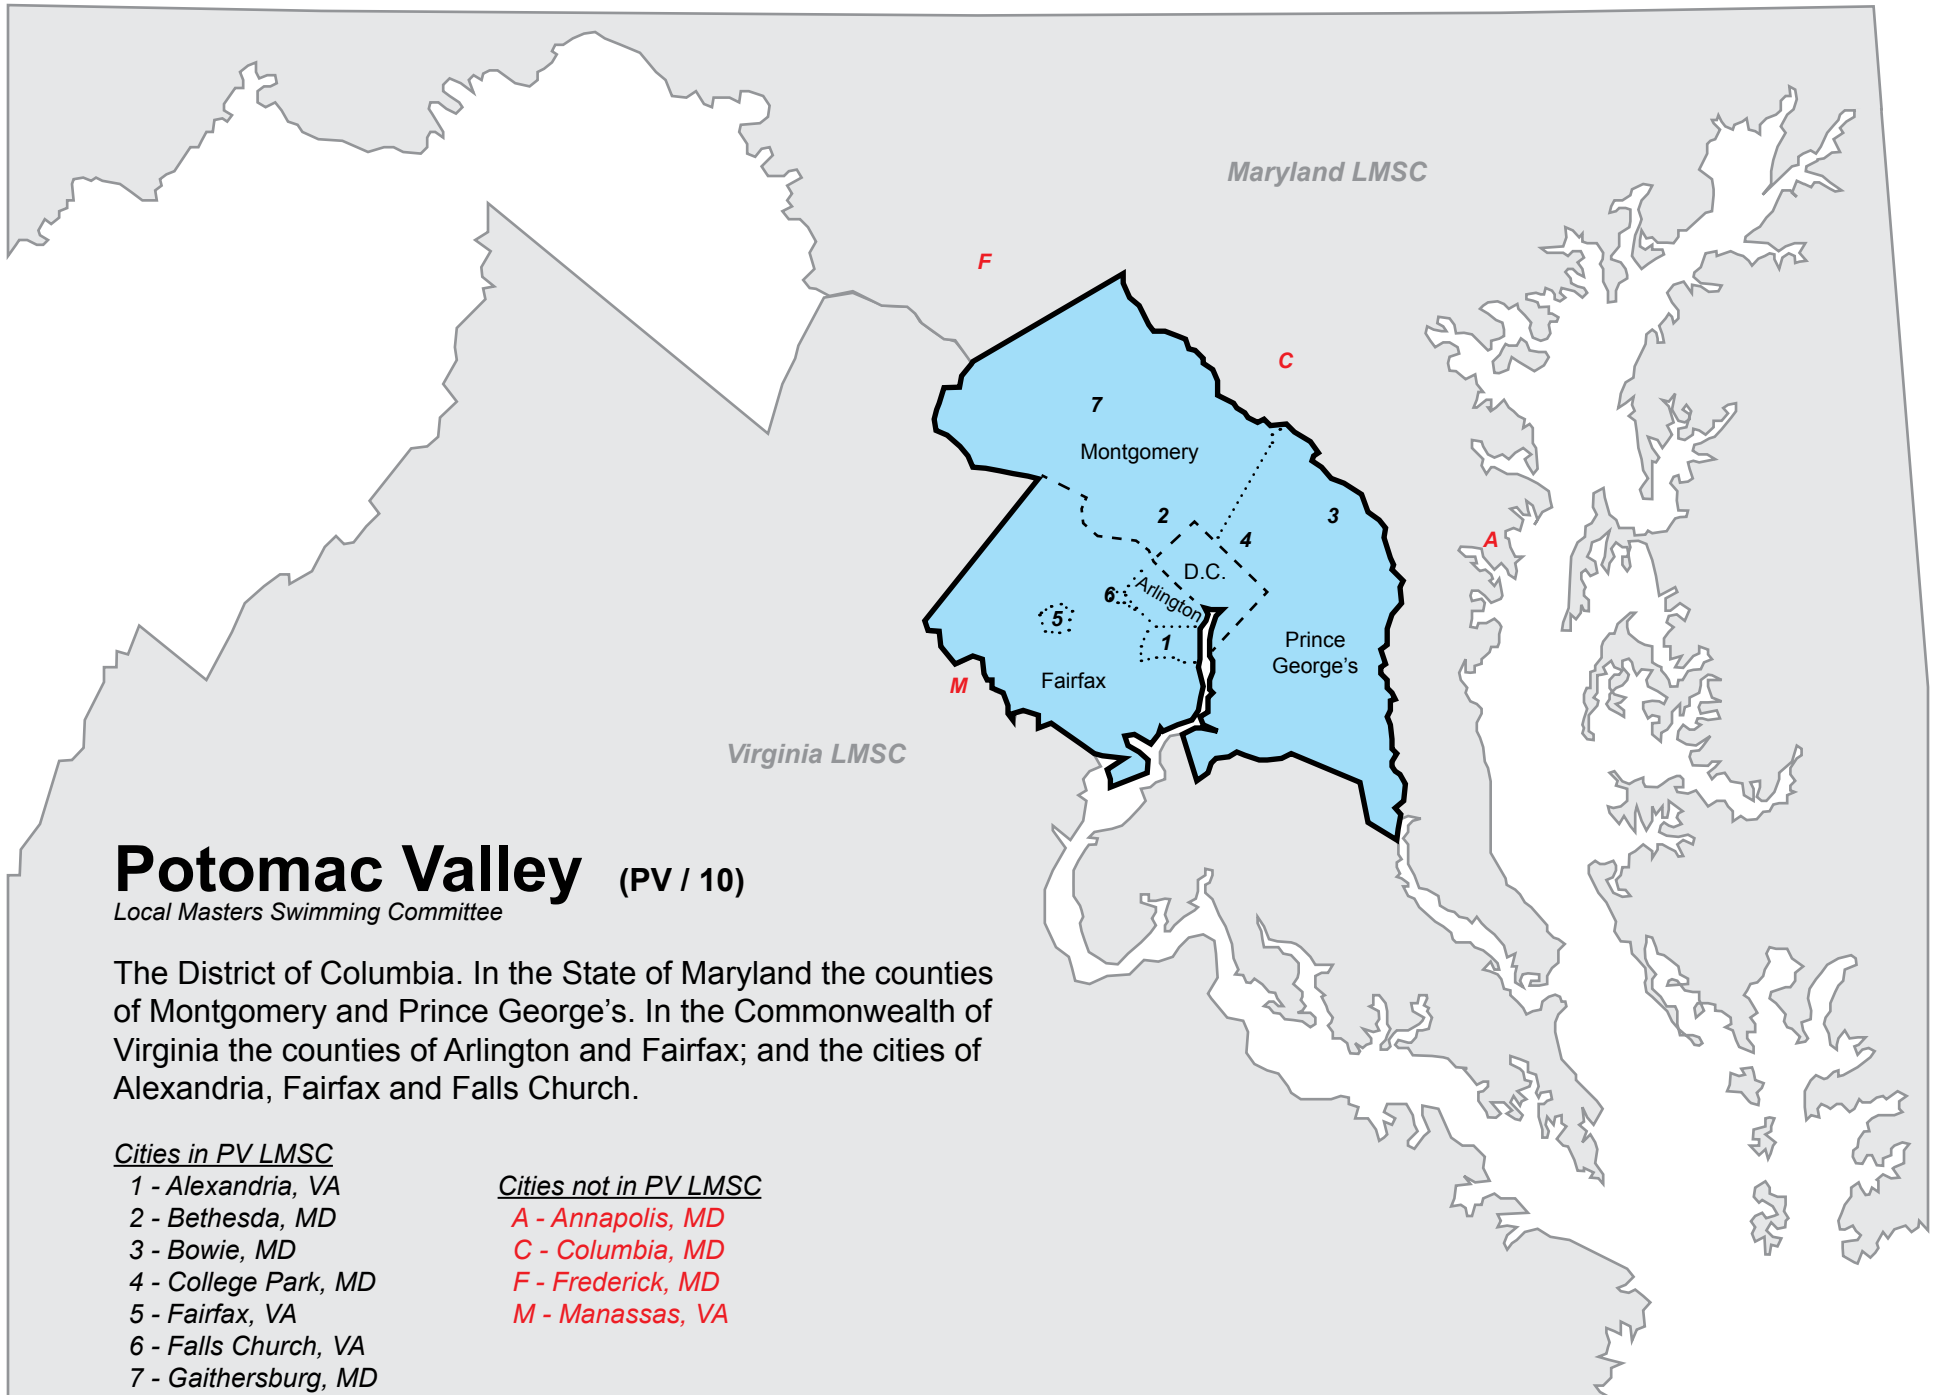 Maryland LMSC
F
C
7
Montgomery
2
3
4
A
D.C.
Arlington
6
5
1
Prince
George's
Fairfax
M
Virginia LMSC
Potomac Valley (PV / 10)
Local Masters Swimming Committee
The District of Columbia. In the State of Maryland the counties
of Montgomery and Prince George's. In the Commonwealth of
Virginia the counties of Arlington and Fairfax; and the cities of
Alexandria, Fairfax and Falls Church.
Cities in PV LMSC
1 - Alexandria, VA
2 - Bethesda, MD
3 - Bowie, MD
4 - College Park, MD
5 - Fairfax, VA
6 - Falls Church, VA
7 - Gaithersburg, MD
Cities not in PV LMSC
A - Annapolis, MD
C - Columbia, MD
F - Frederick, MD
M - Manassas, VA